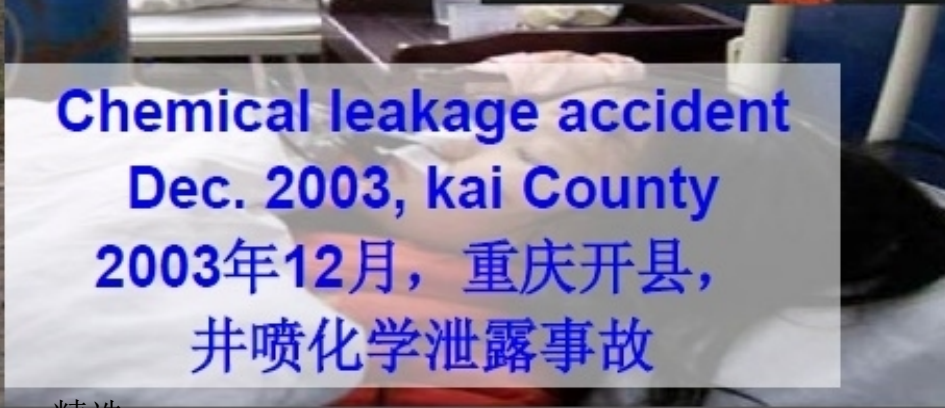 Chemical leakage accident
Dec. 2003, kai County
2003年12月，重庆开县，
井喷化学泄露事故